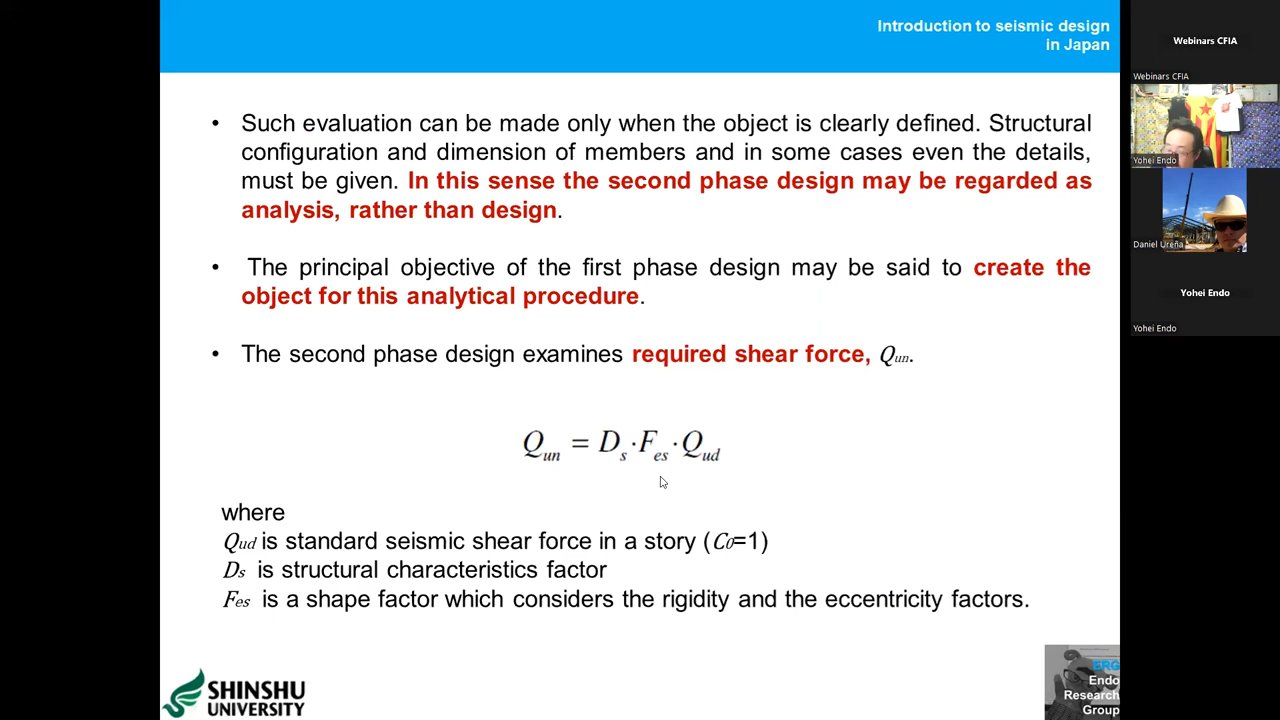 Introduction to seismic design
in Japan
• Such evaluation can be made only when the object is clearly defined. Structural
configuration and dimension of members and in some cases even the details,
must be given. In this sense the second phase design may be regarded as
analysis, rather than design.
• The principal objective of the first phase design may be said to create the
object for this analytical procedure.
• The second phase design examines required shear force, Qun.
Qun = Ds·Fes·Qud
where
Qud is standard seismic shear force in a story (C0=1)
Ds is structural characteristics factor
Fes is a shape factor which considers the rigidity and the eccentricity factors.
SHINSHU
UNIVERSITY
ERG
Endo
Research
Group
Webinars CFIA
Webinars CFIA
Yohei Endo
Daniel Ureña
Yohei Endo
Yohei Endo